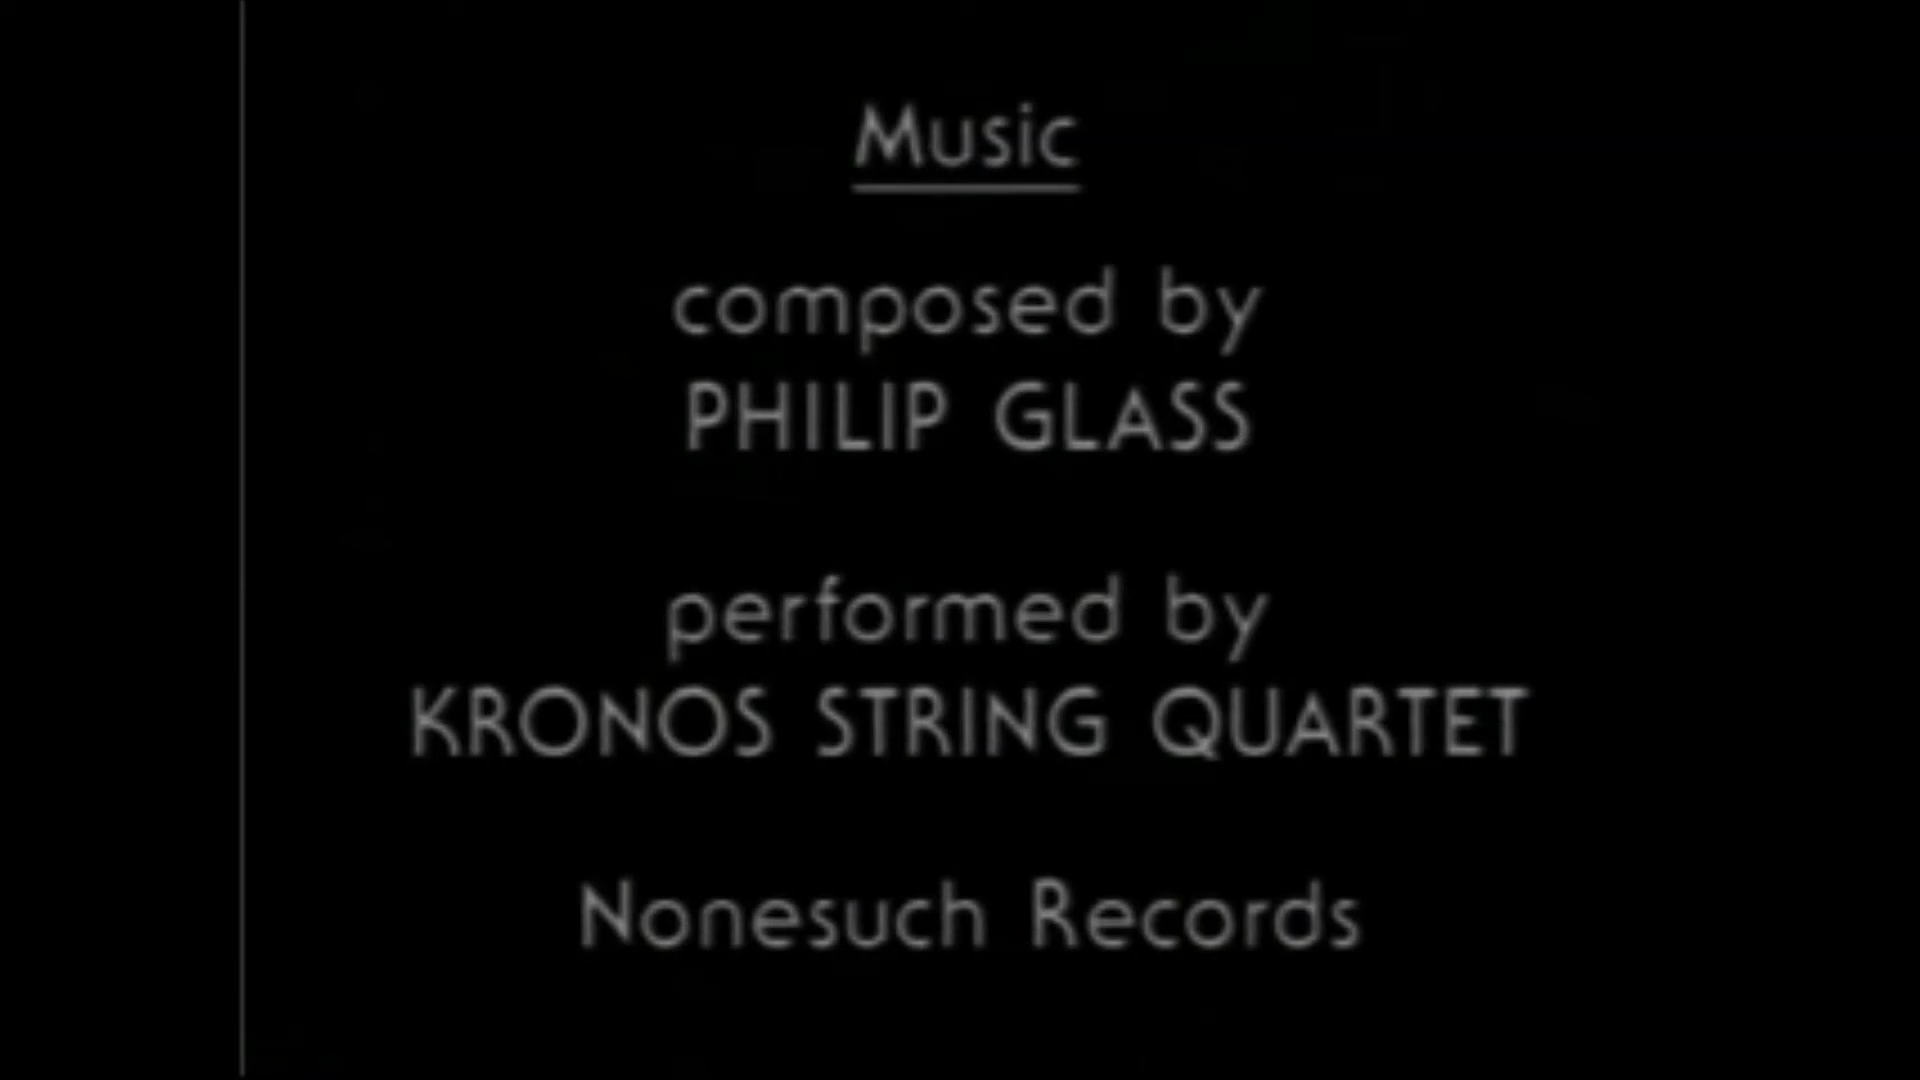 Music
composed by
PHILIP GLASS
performed by
KRONOS STRING QUARTET
Nonesuch Records